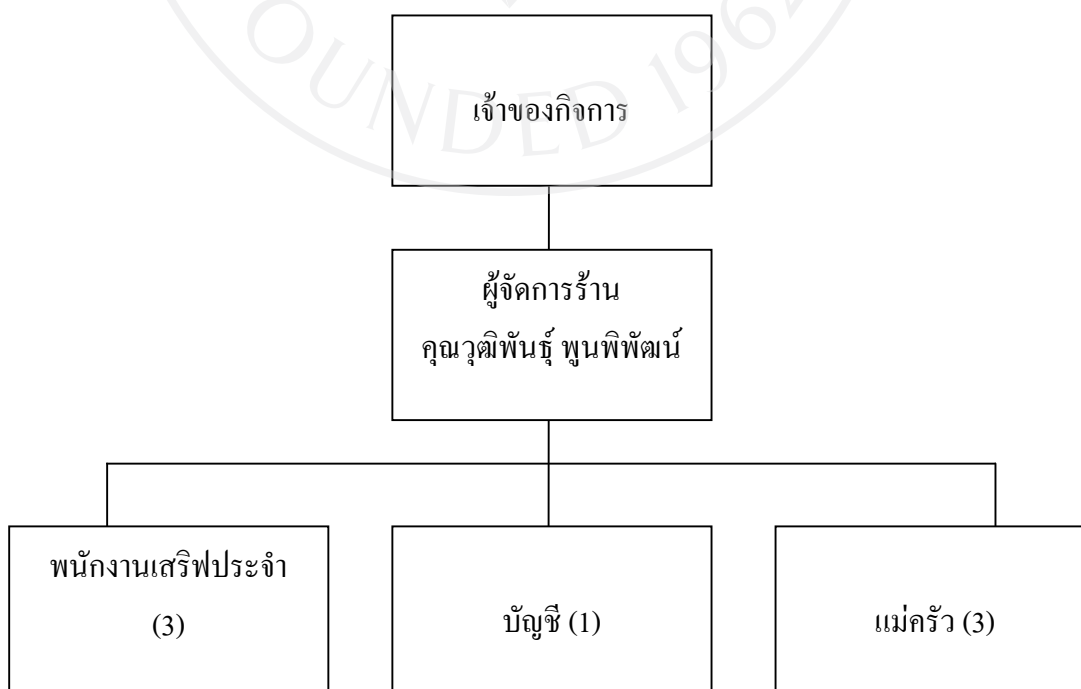 OUNDED 1962
เจ้าของกิจการ
ผู้จัดการร้าน
คุณวุฒิพันธุ์ พูนพิพัฒน์
พนักงานเสริฟประจำ
(3)
บัญชี (1)
แม่ครัว (3)